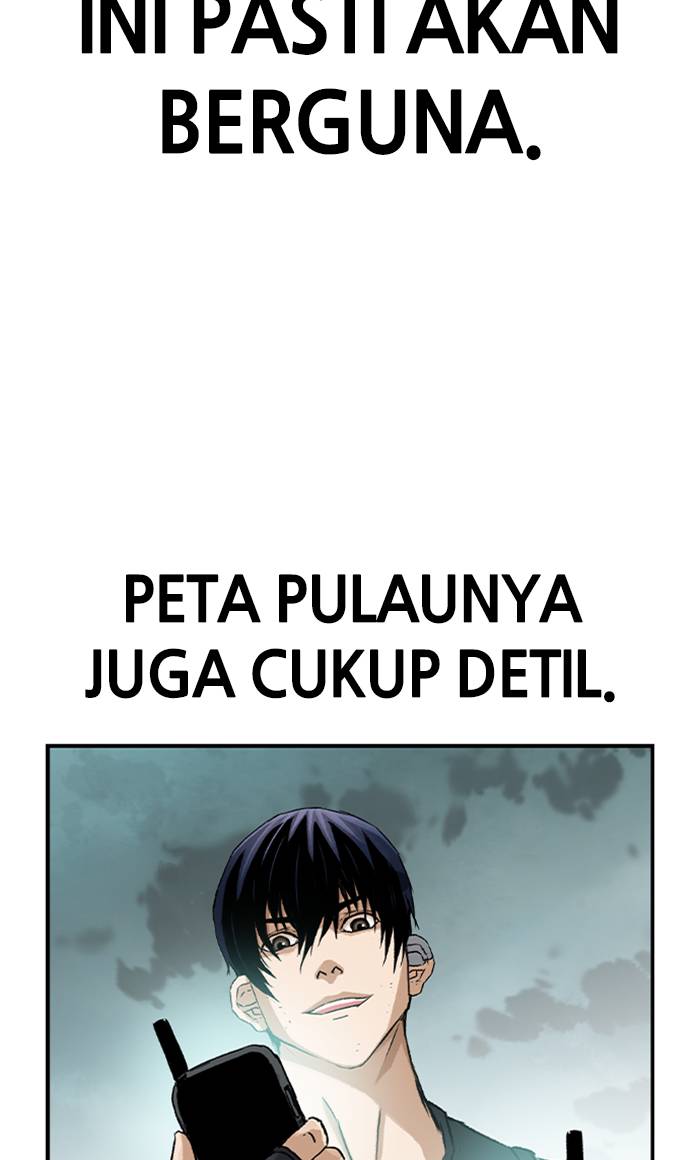 INI PASTI AKAN
BERGUNA.
PETA PULAUNYA
JUGA CUKUP DETIL.